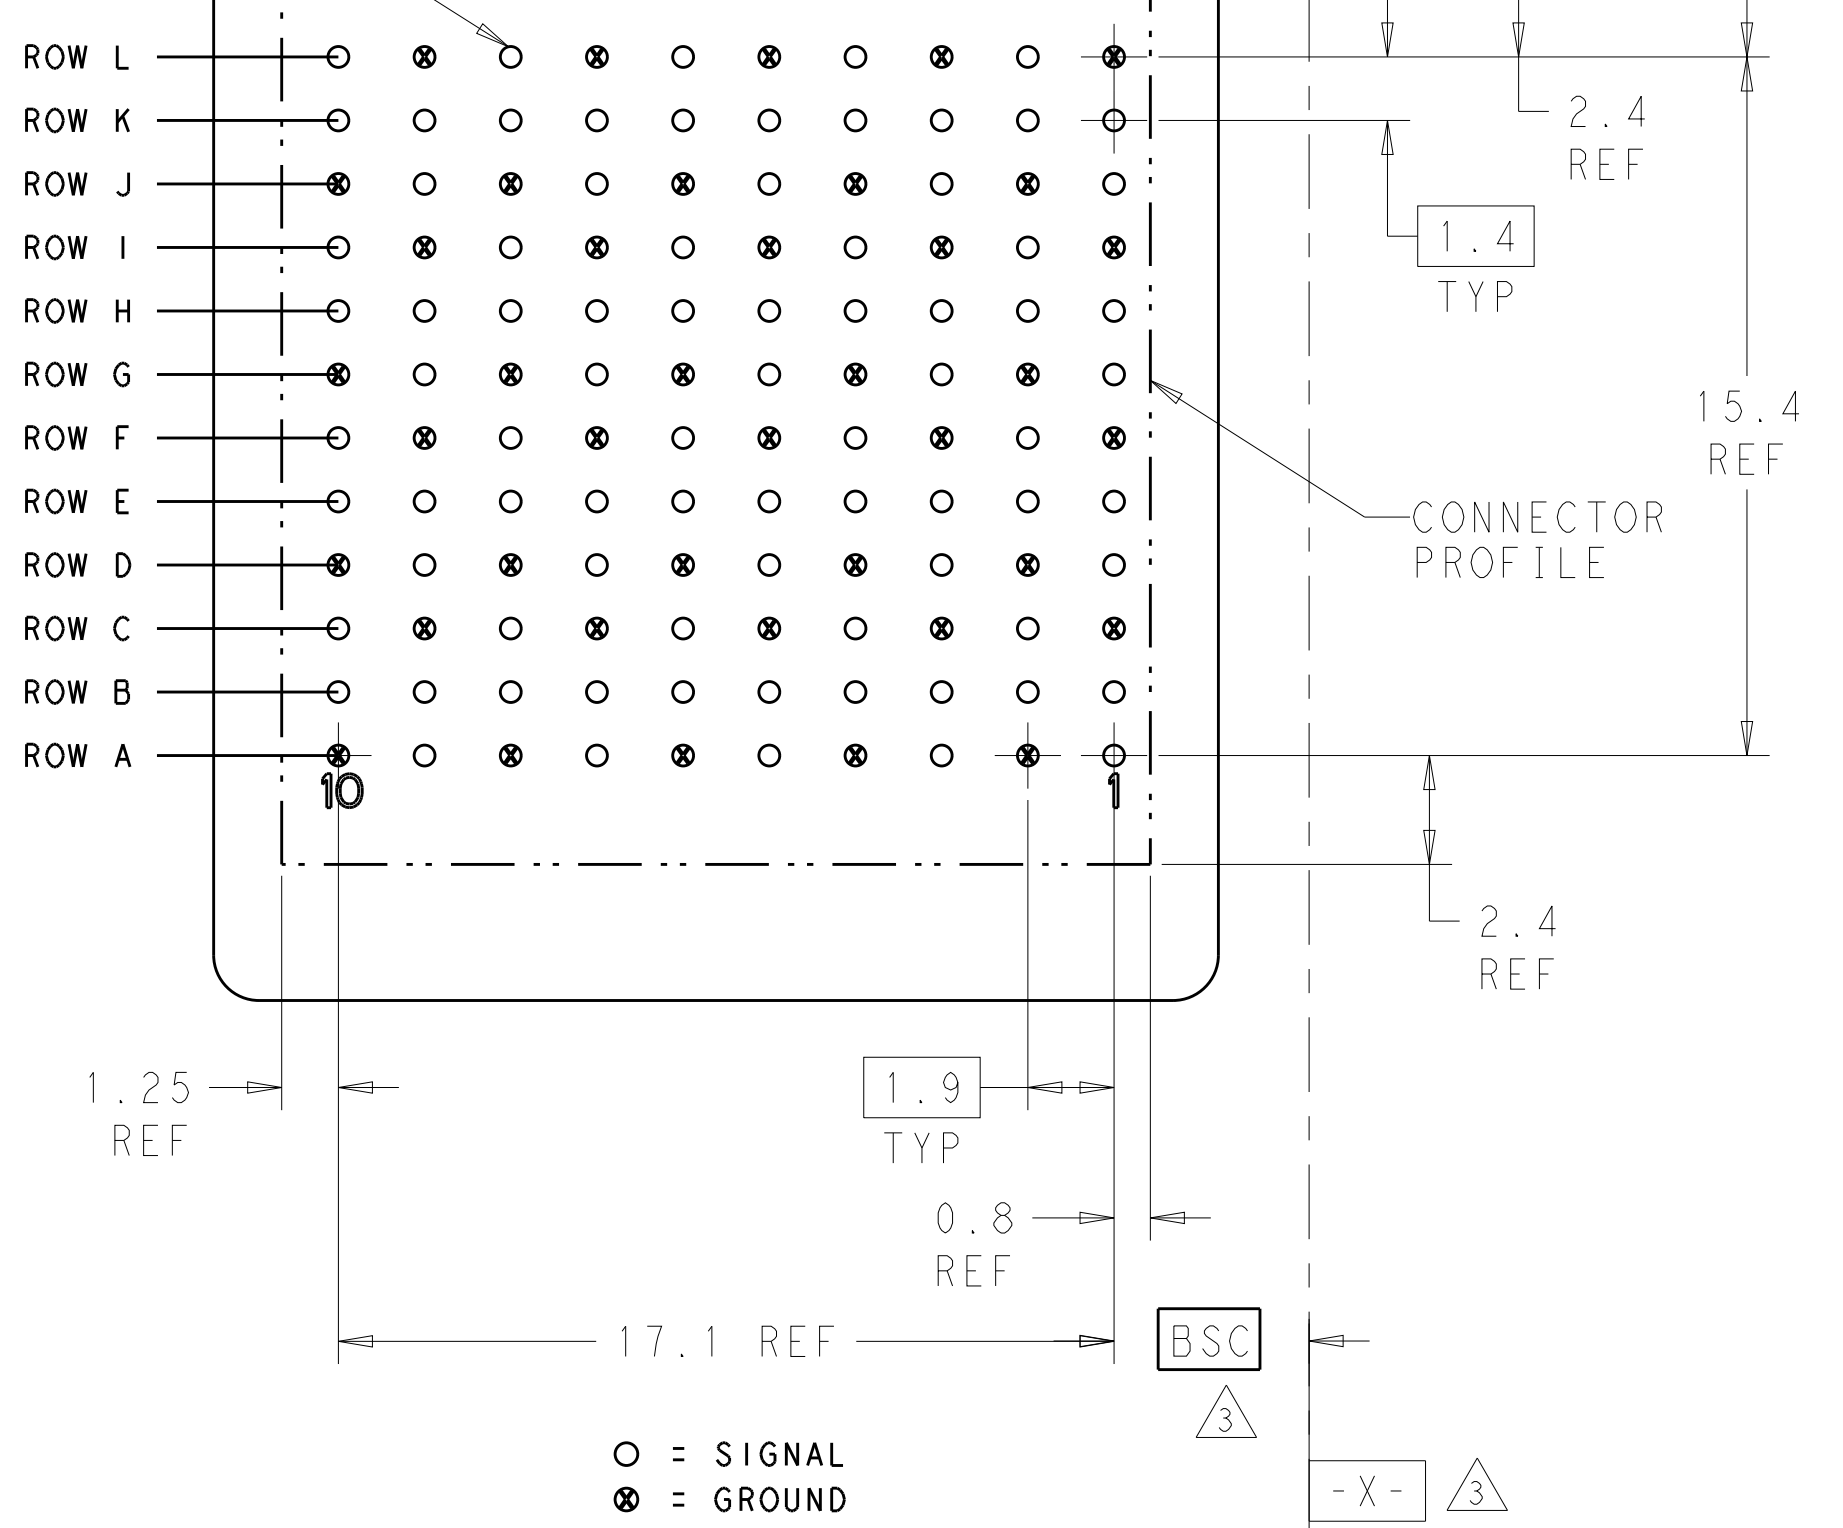 ROW L
ROW K
ROW J
ROW I
ROW H
ROW G
ROW F
ROW E
ROW D
ROW C
ROW B
ROW A
10
1
2.4
REF
1.4
TYP
15.4
REF
CONNECTOR
PROFILE
2.4
REF
1.25
REF
1.9
TYP
0.8
REF
17.1 REF
BSC
3
-X-
3
= SIGNAL
= GROUND